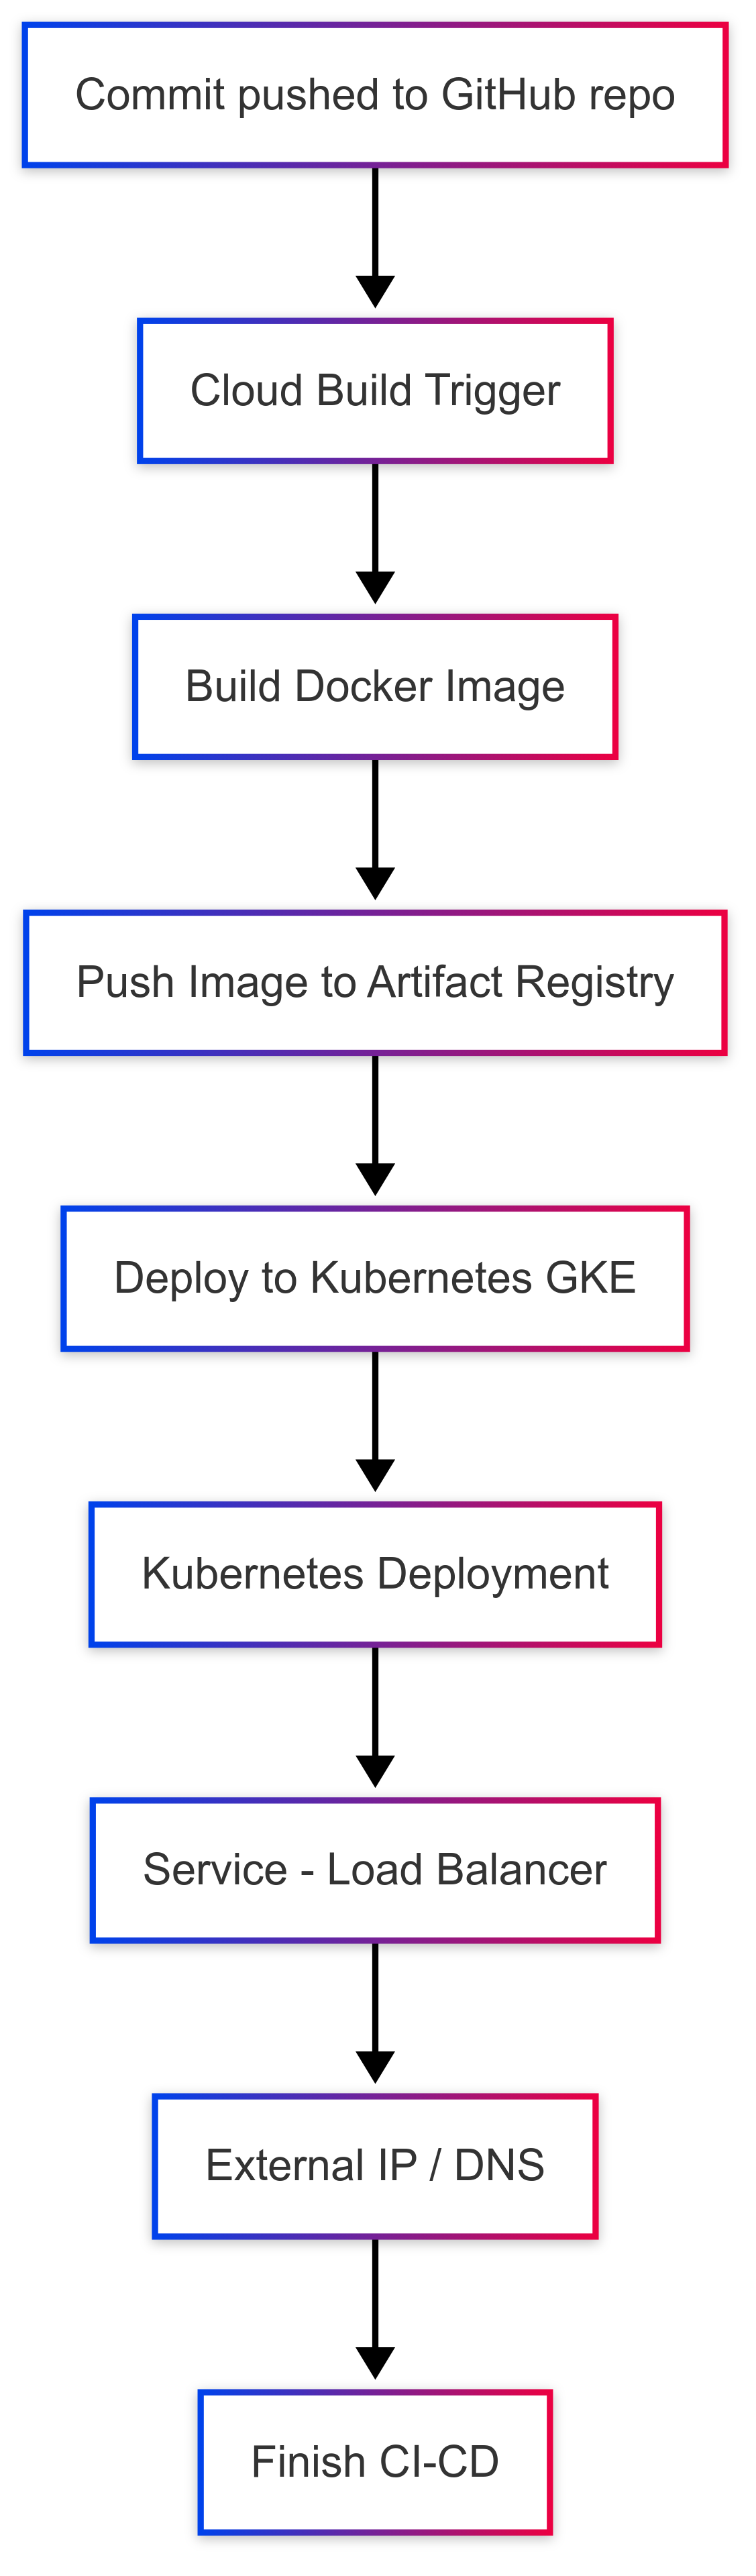 Commit pushed to GitHub repo
Cloud Build Trigger
Build Docker Image
Push Image to Artifact Registry
Deploy to Kubernetes GKE
Kubernetes Deployment
Service - Load Balancer
External IP / DNS
Finish CI-CD